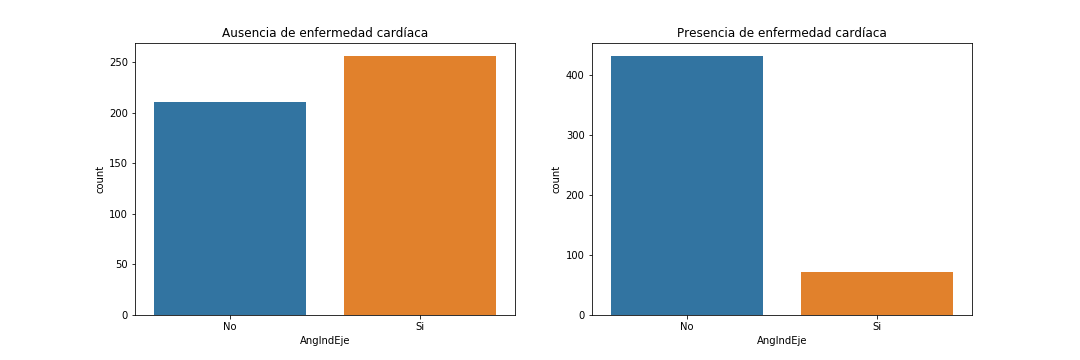 Ausencia de enfermedad cardíaca
250
200
150
100
50
0
count
No
Si
AngIndEje
Presencia de enfermedad cardíaca
400
300
200
100
0
count
No
Si
AngIndEje